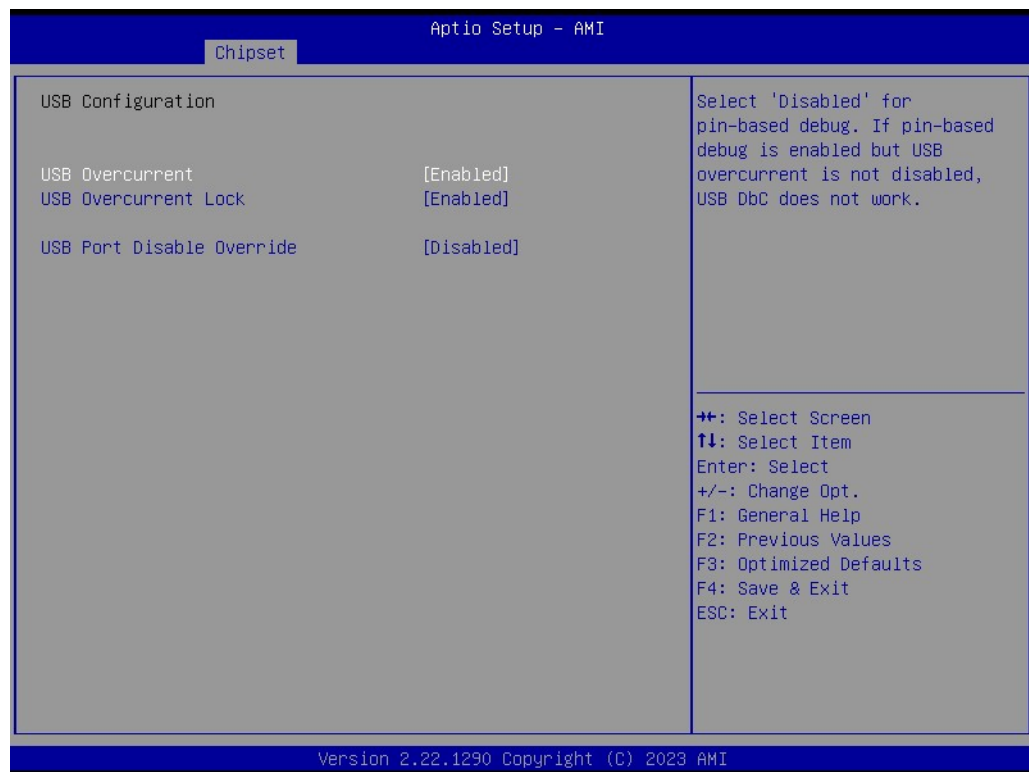 Aptio Setup - AMI
Chipset
USB Configuration
USB Overcurrent [Enabled]
USB Overcurrent Lock [Enabled]
USB Port Disable Override [Disabled]
Select 'Disabled' for
pin-based debug. If pin-based
debug is enabled but USB
overcurrent is not disabled,
USB DbC does not work.
→←: Select Screen
↑↓: Select Item
Enter: Select
+/-: Change Opt.
F1: General Help
F2: Previous Values
F3: Optimized Defaults
F4: Save & Exit
ESC: Exit
Version 2.22.1290 Copyright (C) 2023 AMI